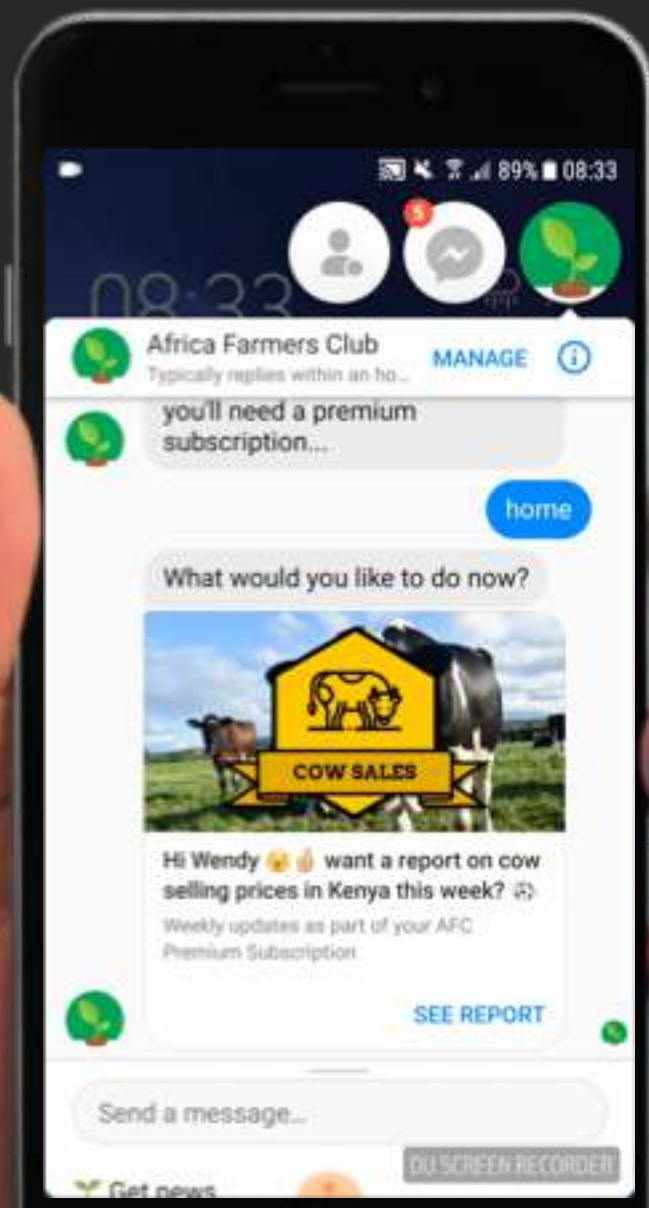 89% 08:33
5
08:33
Africa Farmers Club
MANAGE
Typically replies within an ho...
you'll need a premium
subscription...
home
What would you like to do now?
COW SALES
Hi Wendy 😮 👍 want a report on cow
selling prices in Kenya this week?
Weekly updates as part of your AFC
Premium Subscription
SEE REPORT
Send a message...
DU SCREEN RECORDER
Get news